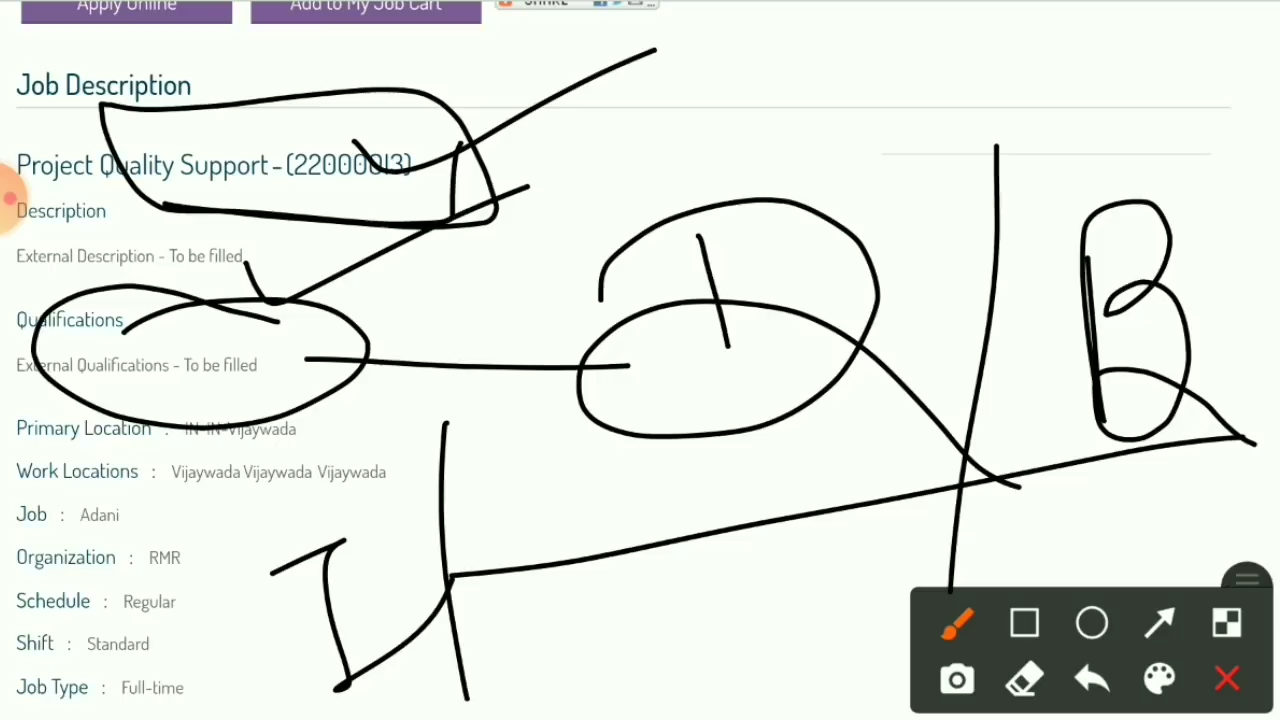 Apply Online Add to My Job Cart SHARE
Job Description
Project Quality Support - (22000013)
Description
External Description - To be filled
Qualifications
External Qualifications - To be filled
Primary Location : IN-IN-Vijaywada
Work Locations : Vijaywada Vijaywada Vijaywada
Job : Adani
Organization : RMR
Schedule : Regular
Shift : Standard
Job Type : Full-time
B